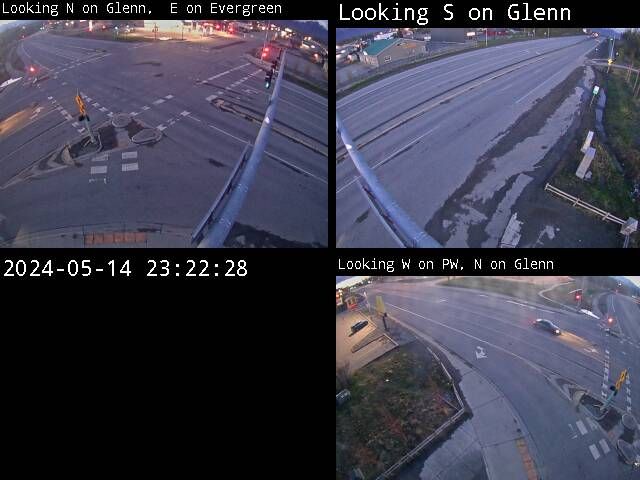 Looking N on Glenn, E on Evergreen
Looking S on Glenn
2024-05-14 23:22:28
Looking W on PW, N on Glenn